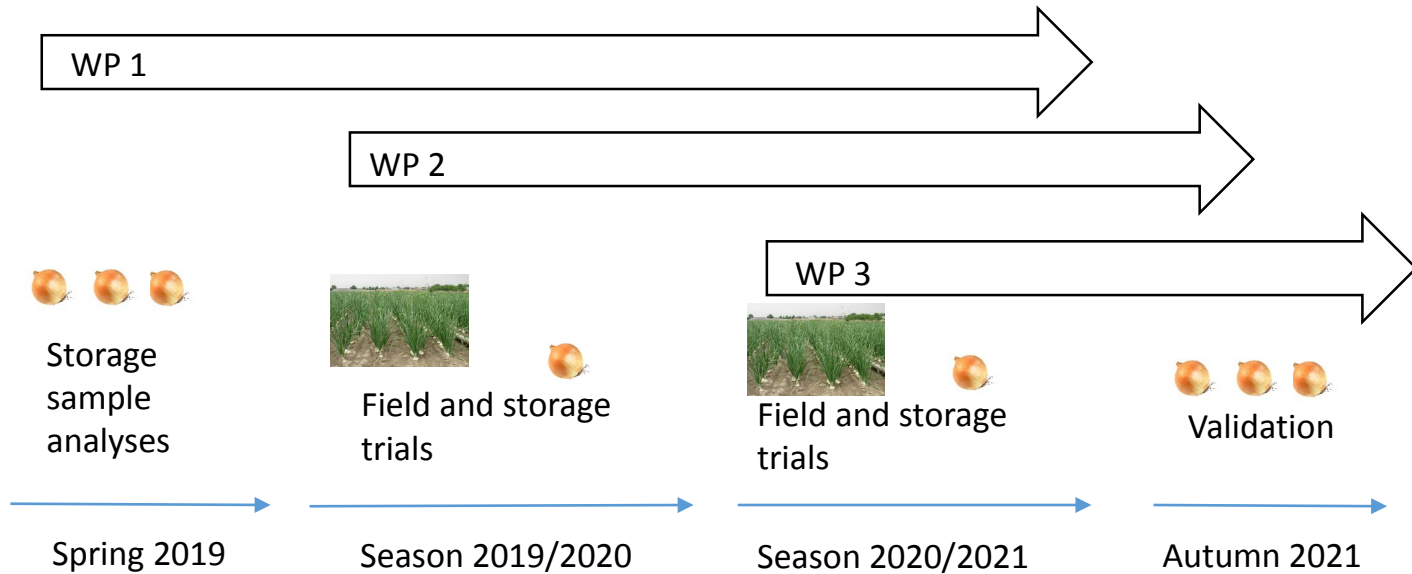 WP 1
WP 2
WP 3
Storage
sample
analyses
Field and storage
trials
Field and storage
trials
Validation
Spring 2019
Season 2019/2020
Season 2020/2021
Autumn 2021